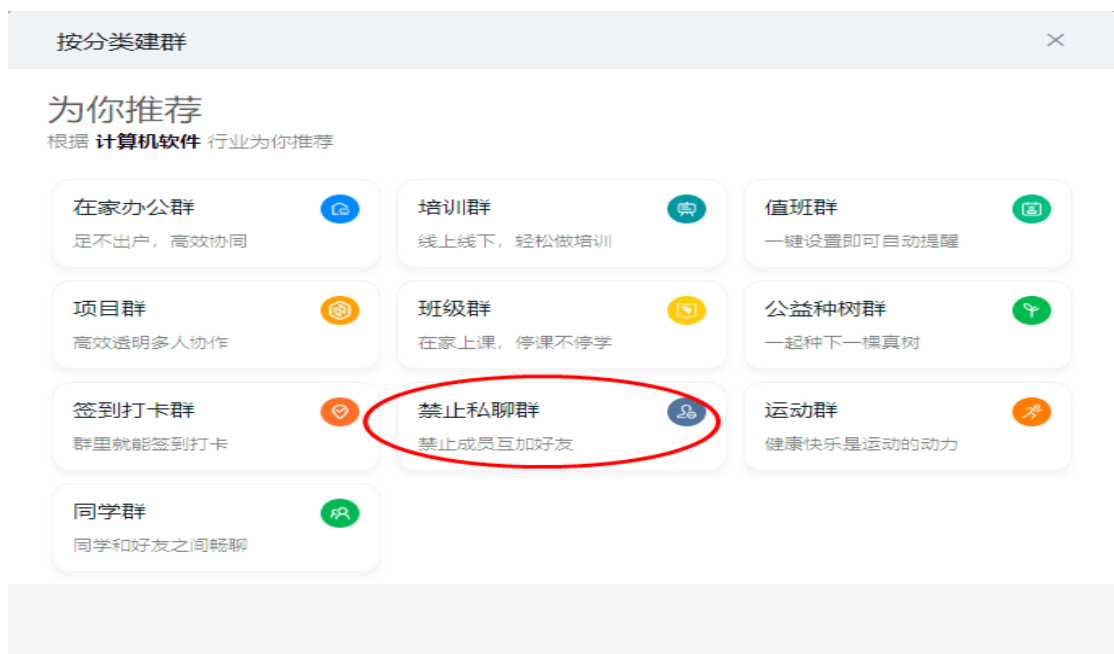 按分类建群
为你推荐
根据 计算机软件 行业为你推荐
在家办公群
足不出户，高效协同
培训群
线上线下，轻松做培训
值班群
一键设置即可自动提醒
项目群
高效透明多人协作
班级群
在家上课，停课不停学
公益种树群
一起种下一棵真树
签到打卡群
群里就能签到打卡
禁止私聊群
禁止成员互加好友
运动群
健康快乐是运动的动力
同学群
同学和好友之间畅聊